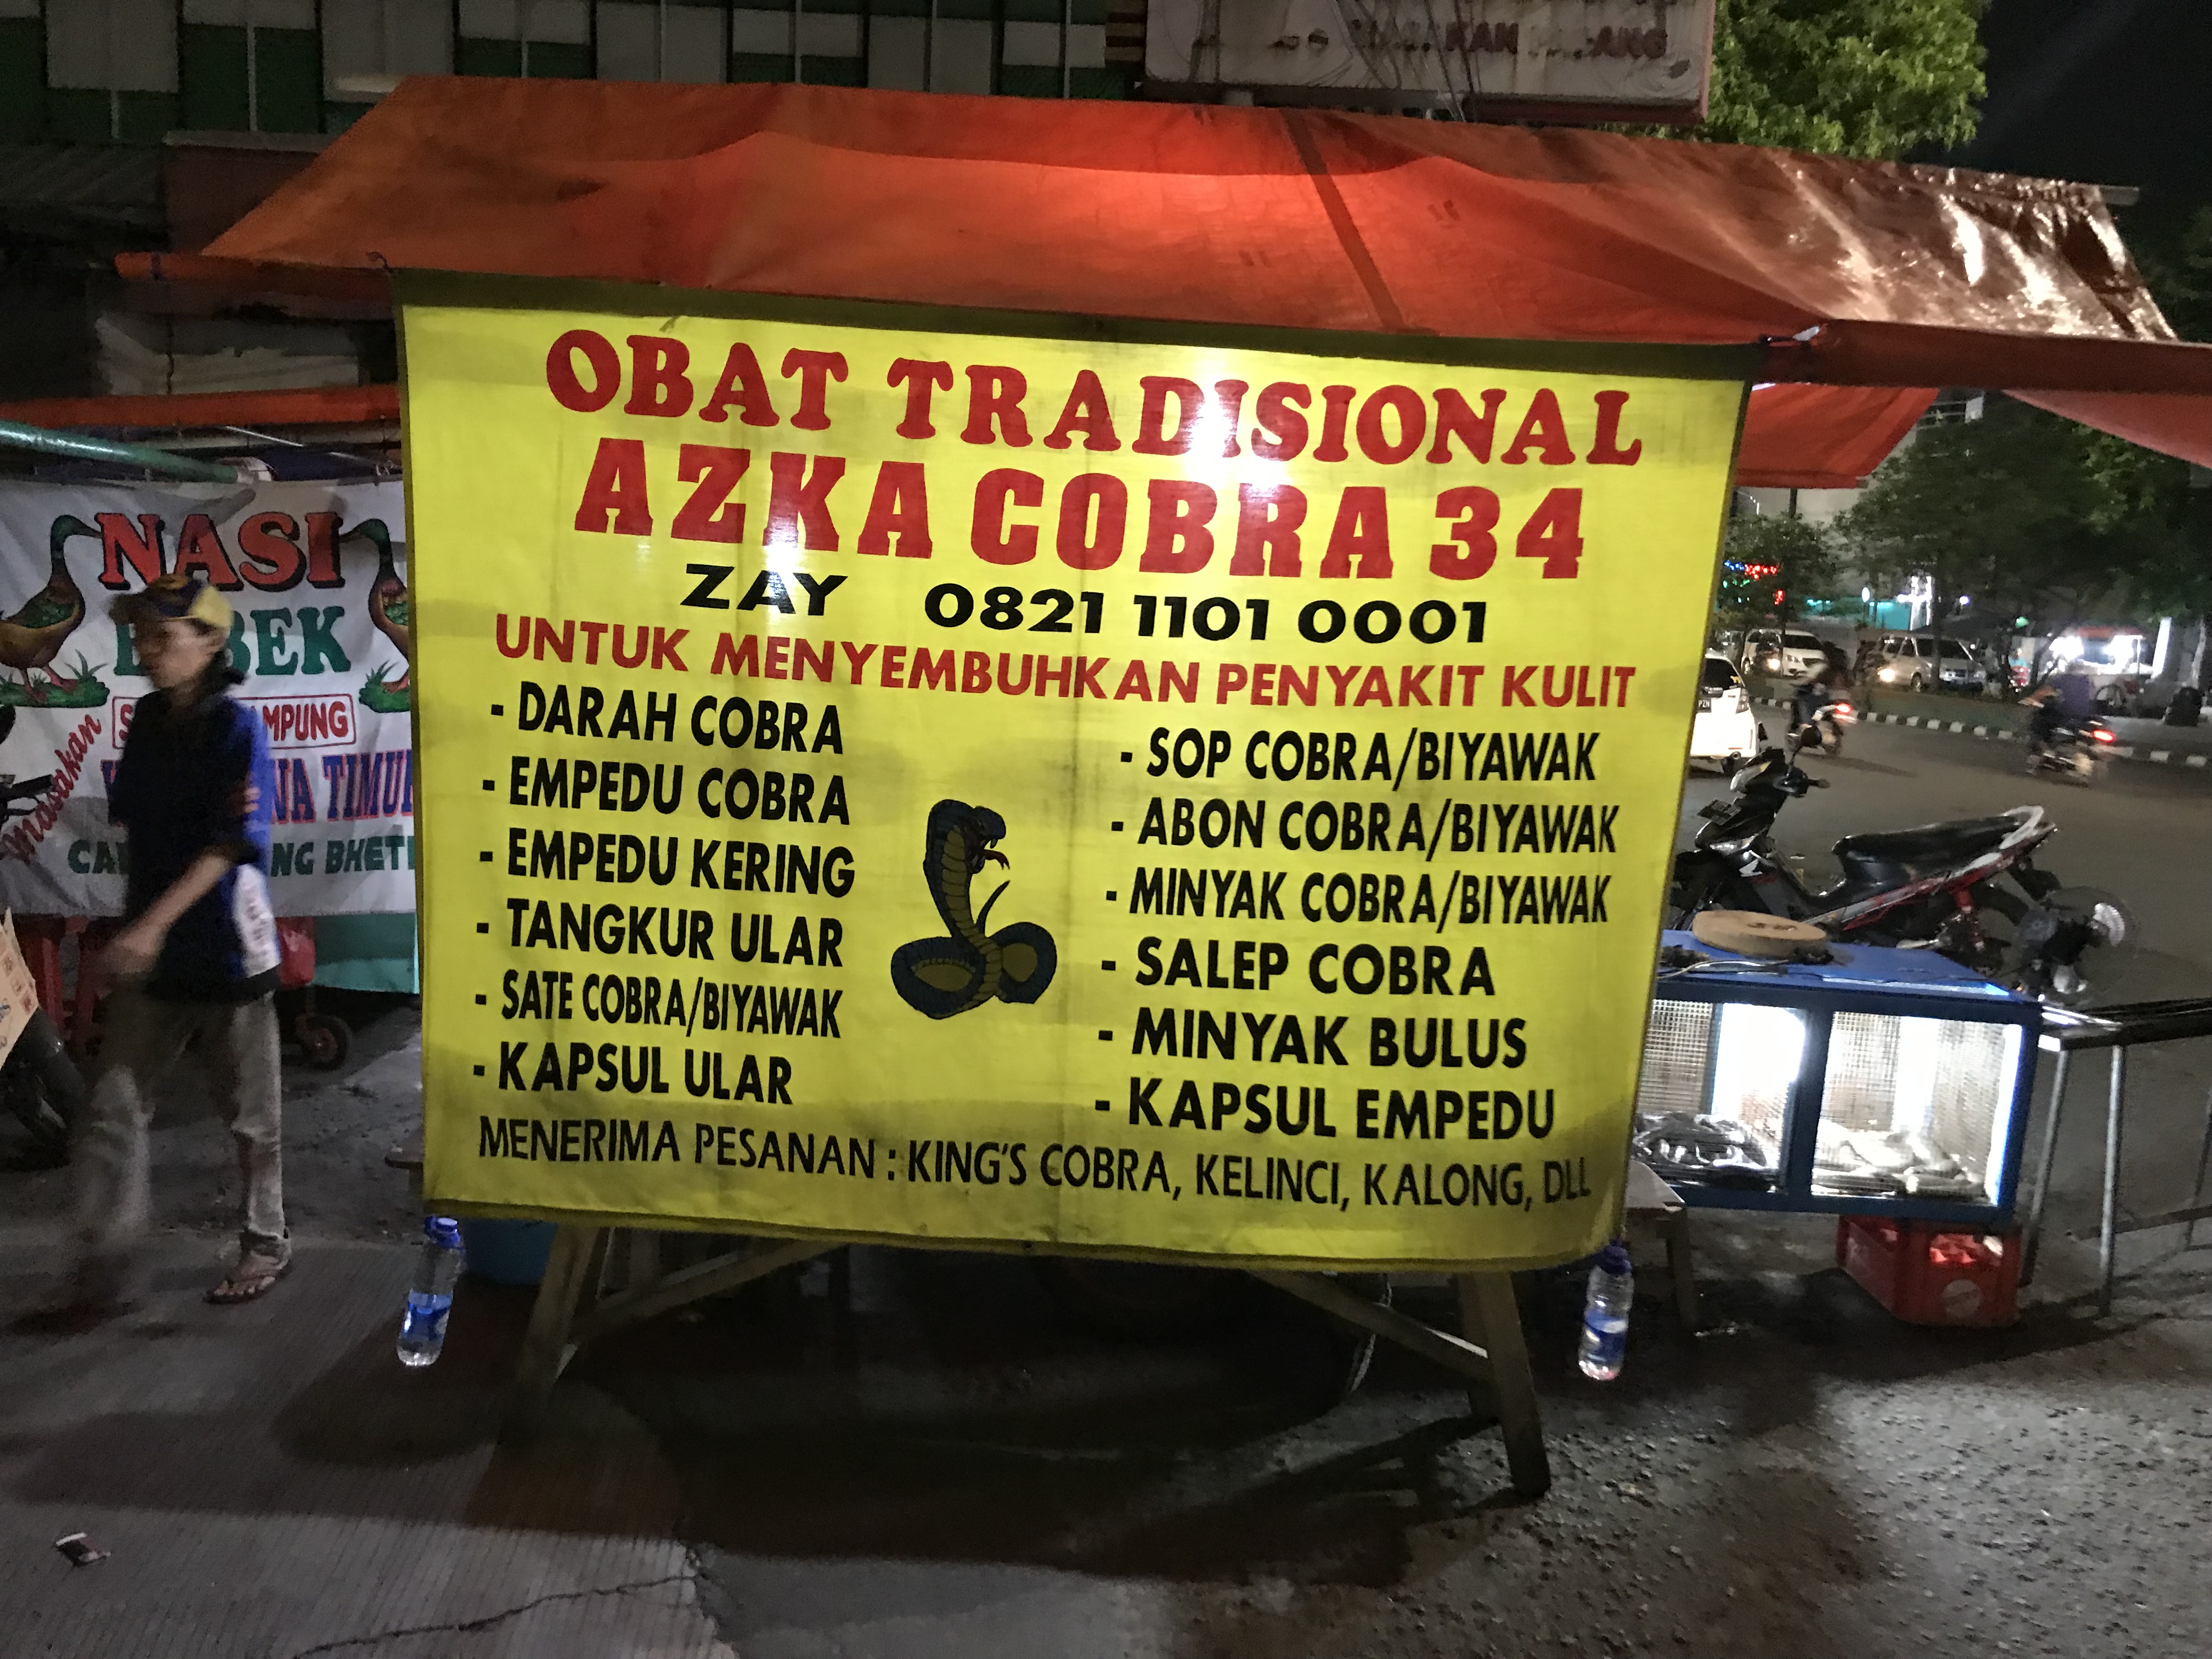 OBAT TRADISIONAL
AZKA COBRA 34
ZAY 0821 1101 0001
UNTUK MENYEMBUHKAN PENYAKIT KULIT
- DARAH COBRA
- EMPEDU COBRA
- EMPEDU KERING
- TANGKUR ULAR
- SATE COBRA/BIYAWAK
- KAPSUL ULAR
- SOP COBRA/BIYAWAK
- ABON COBRA/BIYAWAK
- MINYAK COBRA/BIYAWAK
- SALEP COBRA
- MINYAK BULUS
- KAPSUL EMPEDU
MENERIMA PESANAN : KING'S COBRA, KELINCI, KALONG, DLL
NASI
masakan